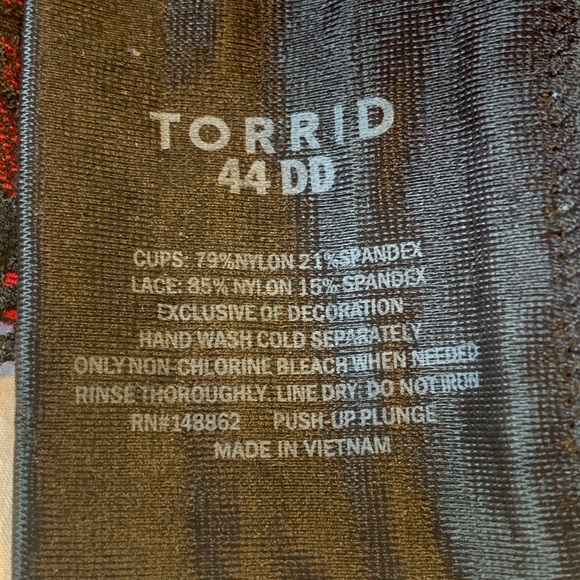 TORRID
44 DD
CUPS: 79%NYLON 21%SPANDEX
LACE: 85% NYLON 15% SPANDEX
EXCLUSIVE OF DECORATION
HAND WASH COLD SEPARATELY
ONLY NON-CHLORINE BLEACH WHEN NEEDED
RINSE THOROUGHLY. LINE DRY. DO NOT IRON
RN#148862 PUSH-UP PLUNGE
MADE IN VIETNAM